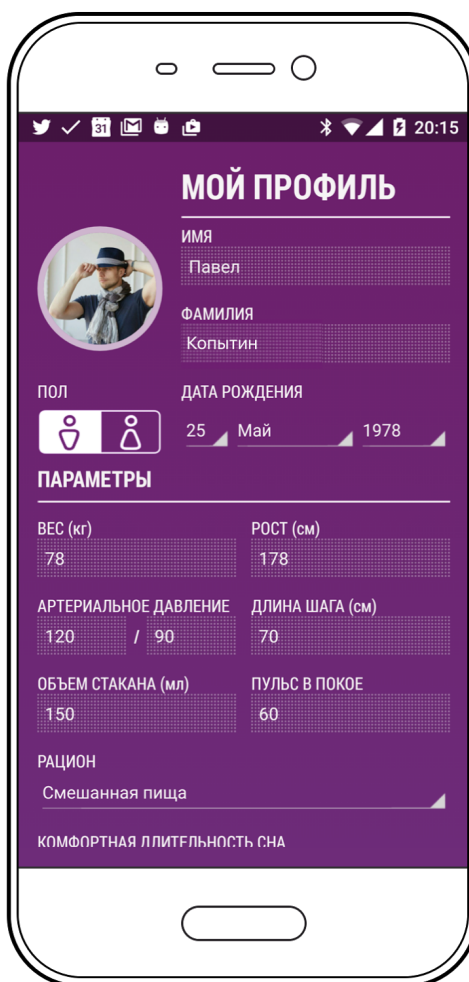 31 20:15
МОЙ ПРОФИЛЬ
ИМЯ
Павел
ФАМИЛИЯ
Копытин
ПОЛ ДАТА РОЖДЕНИЯ
25 Май 1978
ПАРАМЕТРЫ
ВЕС (кг) РОСТ (см)
78 178
АРТЕРИАЛЬНОЕ ДАВЛЕНИЕ ДЛИНА ШАГА (см)
120 / 90 70
ОБЪЕМ СТАКАНА (мл) ПУЛЬС В ПОКОЕ
150 60
РАЦИОН
Смешанная пища
КОМФОРТНАЯ ДЛИТЕЛЬНОСТЬ СНА